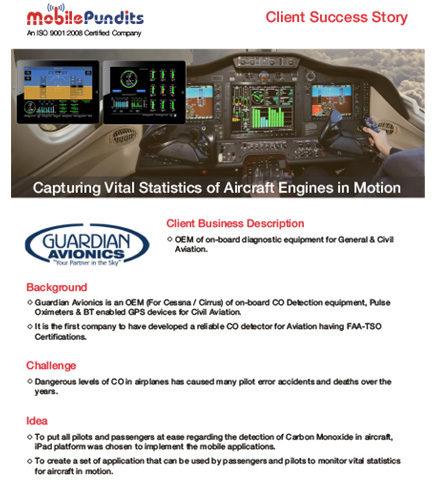 MobilePundits
An ISO 9001:2008 Certified Company
Client Success Story
Capturing Vital Statistics of Aircraft Engines in Motion
GUARDIAN
AVIONICS
"Your Partner in the Sky"
Client Business Description
◇ OEM of on-board diagnostic equipment for General & Civil
Aviation.
Background
◇ Guardian Avionics is an OEM (For Cessna / Cirrus) of on-board CO Detection equipment, Pulse
Oximeters & BT enabled GPS devices for Civil Aviation.
◇ It is the first company to have developed a reliable CO detector for Aviation having FAA-TSO
Certifications.
Challenge
◇ Dangerous levels of CO in airplanes has caused many pilot error accidents and deaths over the
years.
Idea
◇ To put all pilots and passengers at ease regarding the detection of Carbon Monoxide in aircraft,
iPad platform was chosen to implement the mobile applications.
◇ To create a set of application that can be used by passengers and pilots to monitor vital statistics
for aircraft in motion.